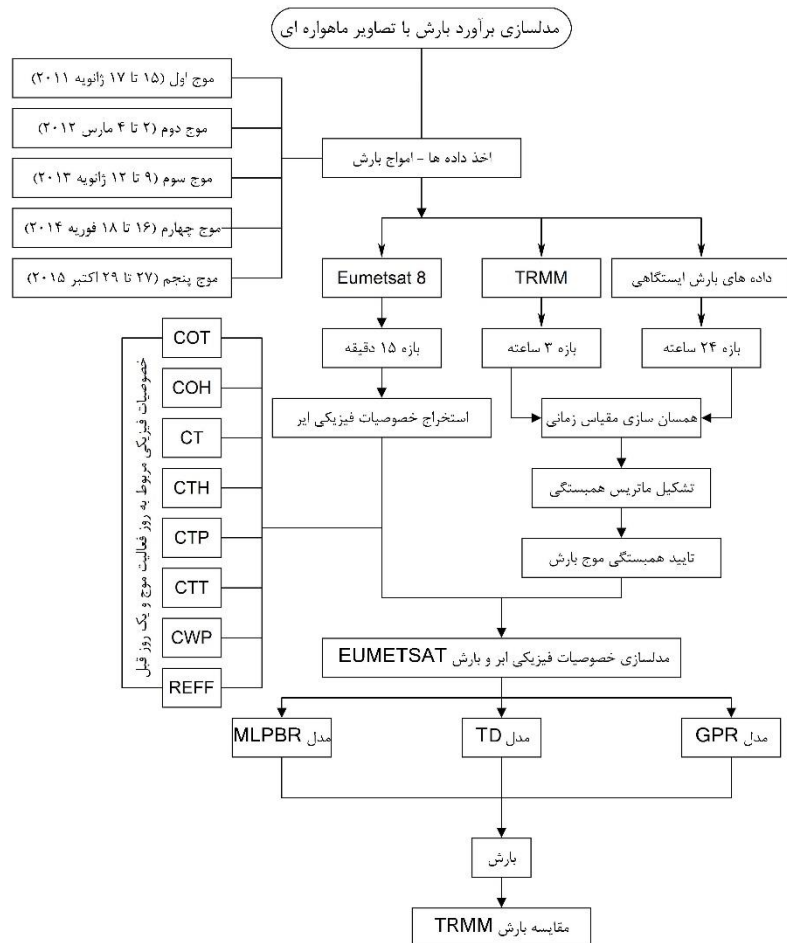 مدلسازی برآورد بارش با تصاویر ماهواره ای
موج اول (۱۵ تا ۱۷ ژانویه ۲۰۱۱)
موج دوم (۲ تا ۴ مارس ۲۰۱۲)
موج سوم (۹ تا ۱۲ ژانویه ۲۰۱۳)
موج چهارم (۱۶ تا ۱۸ فوریه ۲۰۱۴)
موج پنجم (۲۷ تا ۲۹ اکتبر ۲۰۱۵)
اخذ داده ها - امواج بارش
داده های بارش ایستگاهی
TRMM
Eumetsat 8
بازه ۲۴ ساعته
بازه ۳ ساعته
بازه ۱۵ دقیقه
همسان سازی مقیاس زمانی
استخراج خصوصیات فیزیکی ابر
تشکیل ماتریس همبستگی
تایید همبستگی موج بارش
خصوصیات فیزیکی مربوط به روز فعالیت موج و یک روز قبل
COT
COH
CT
CTH
CTP
CTT
CWP
REFF
مدلسازی خصوصیات فیزیکی ابر و بارش EUMETSAT
مدل GPR
مدل TD
مدل MLPBR
بارش
مقایسه بارش TRMM